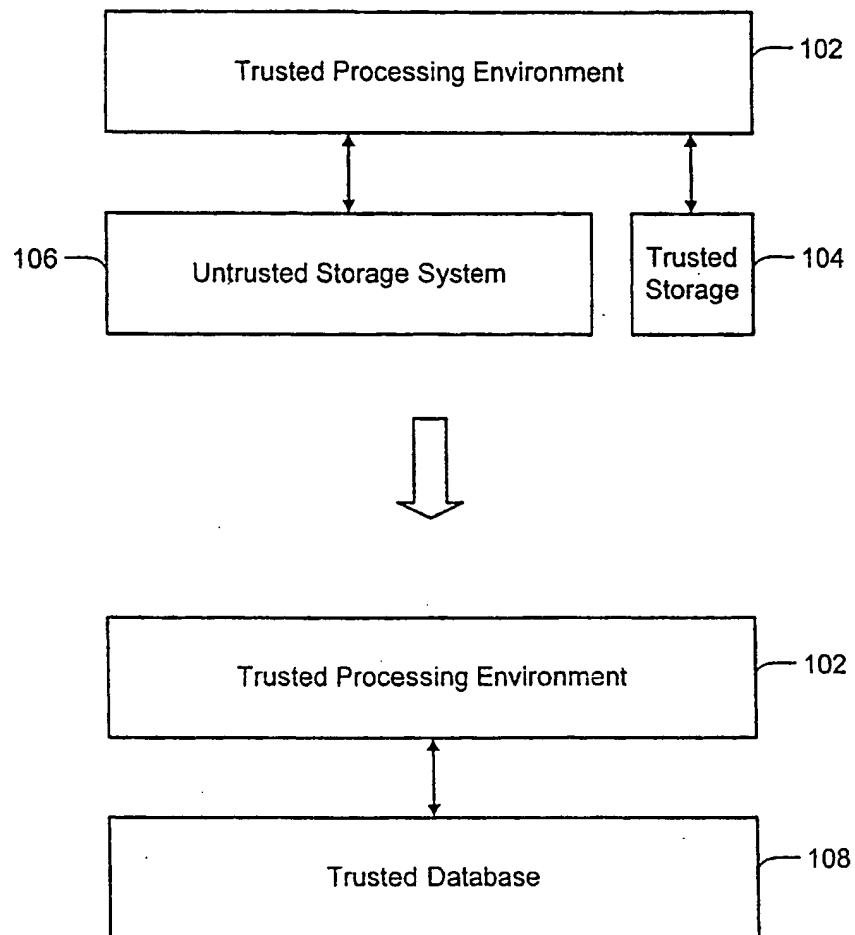 Trusted Processing Environment
102
106
Untrusted Storage System
Trusted
Storage
104
Trusted Processing Environment
102
Trusted Database
108